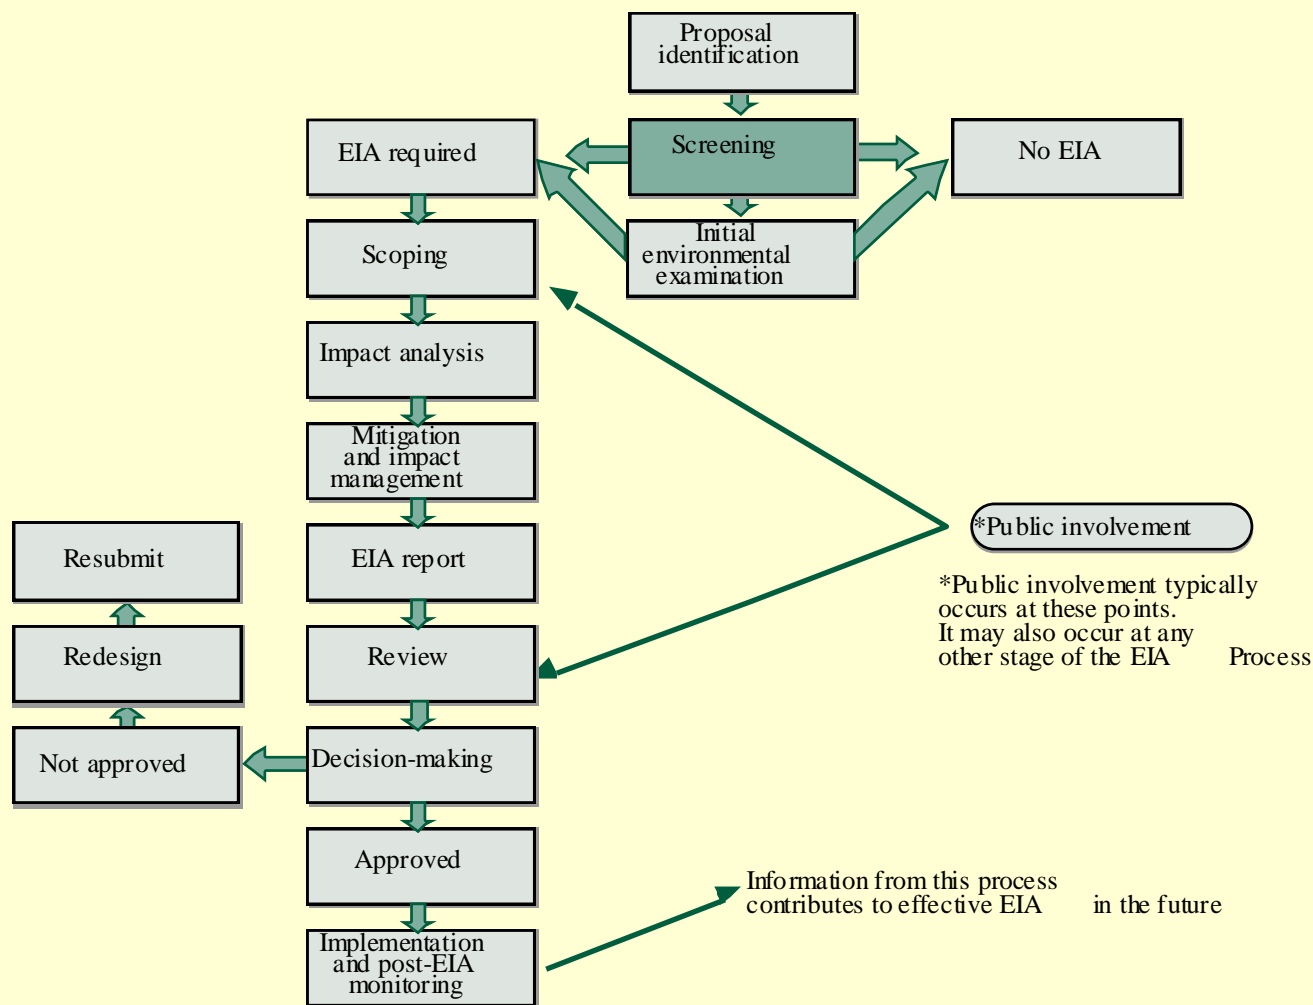 Proposal
identification
EIA required
Screening
No EIA
Initial
environmental
examination
Scoping
Impact analysis
Mitigation
and impact
management
*Public involvement
Resubmit
EIA report
*Public involvement typically
occurs at these points.
It may also occur at any
other stage of the EIA Process
Redesign
Review
Not approved
Decision-making
Approved
Information from this process
contributes to effective EIA in the future
Implementation
and post-EIA
monitoring